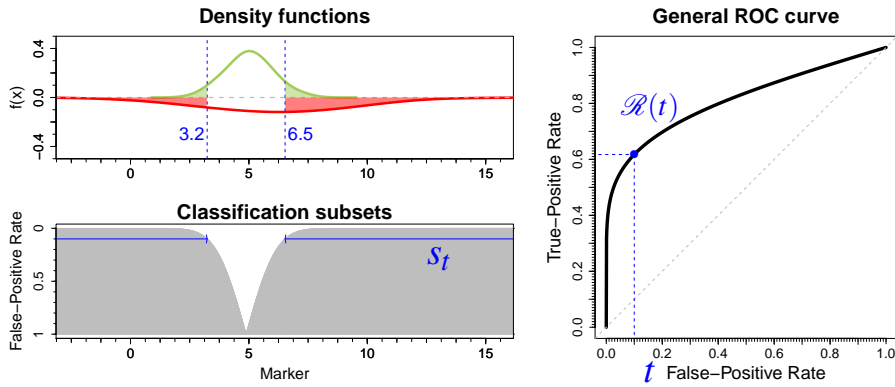 Density functions
f(x)
0.4
0.0
−0.4
3.2
6.5
0
5
10
15
Classification subsets
False−Positive Rate
0
0.5
1
S_t
0
5
10
15
Marker
General ROC curve
True−Positive Rate
1.0
0.8
0.6
0.4
0.2
0.0
ℛ(t)
0.0
0.2
0.4
0.6
0.8
1.0
t
False−Positive Rate